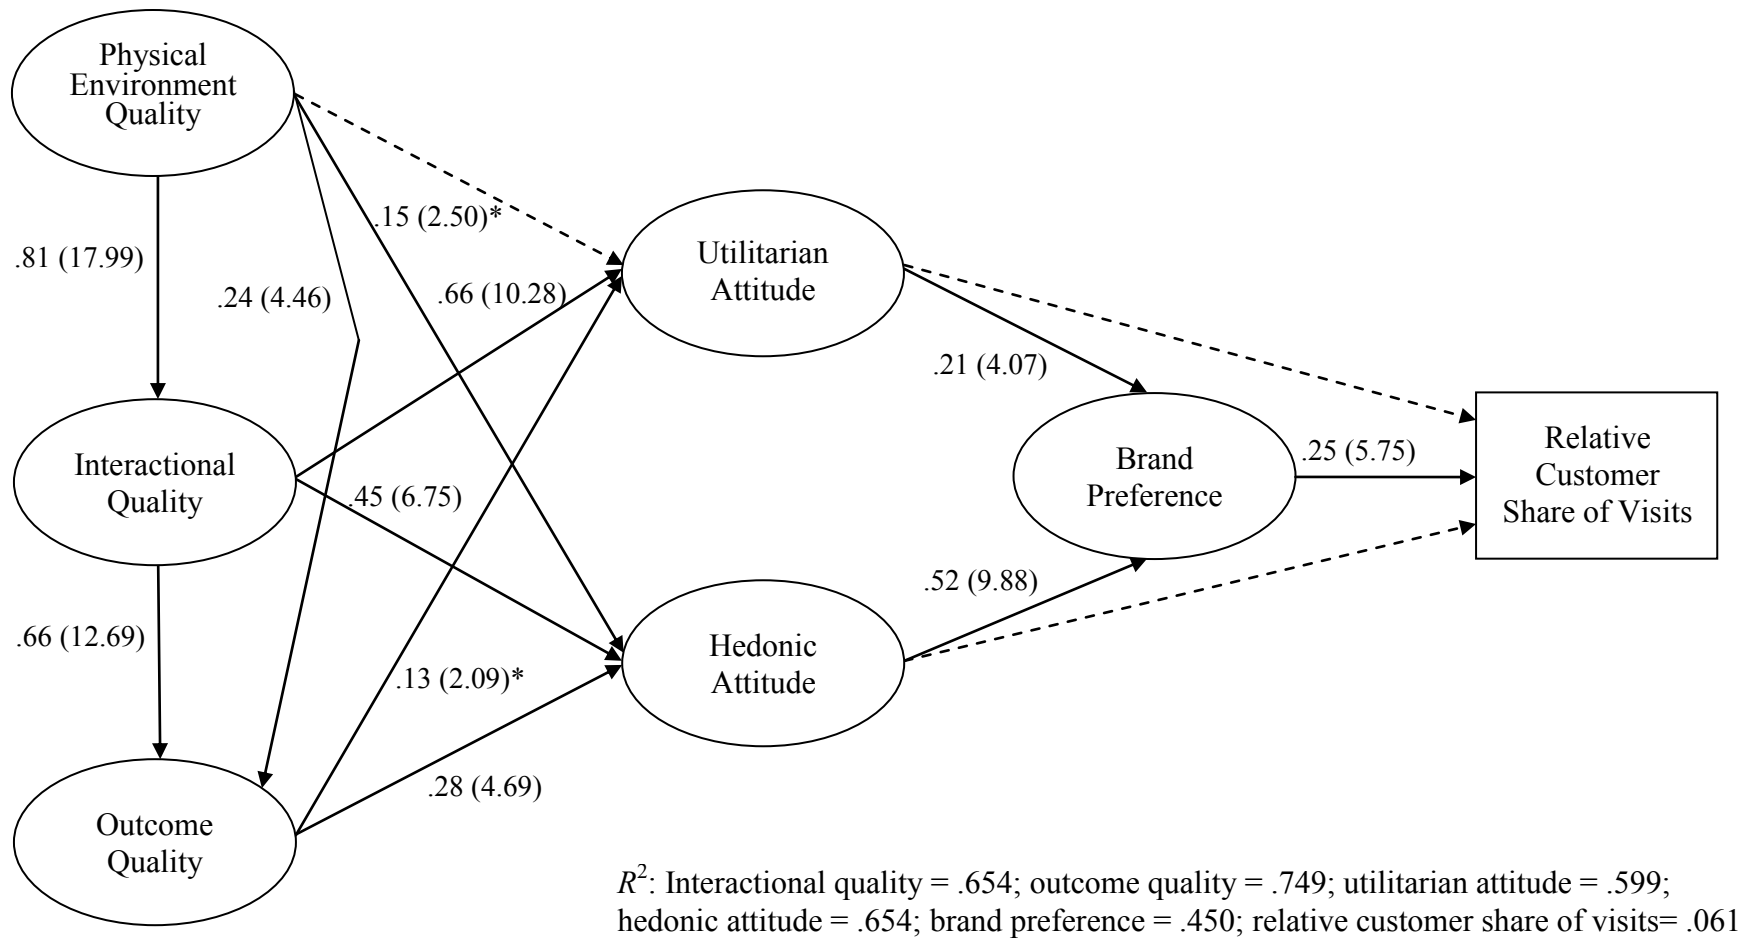 Physical
Environment
Quality
.15 (2.50)*
Utilitarian
Attitude
.81 (17.99)
.24 (4.46)
.66 (10.28)
.21 (4.07)
Interactional
Quality
.45 (6.75)
Brand
Preference
.25 (5.75)
Relative
Customer
Share of Visits
.52 (9.88)
.66 (12.69)
Hedonic
Attitude
.13 (2.09)*
.28 (4.69)
Outcome
Quality
R²: Interactional quality = .654; outcome quality = .749; utilitarian attitude = .599;
hedonic attitude = .654; brand preference = .450; relative customer share of visits= .061